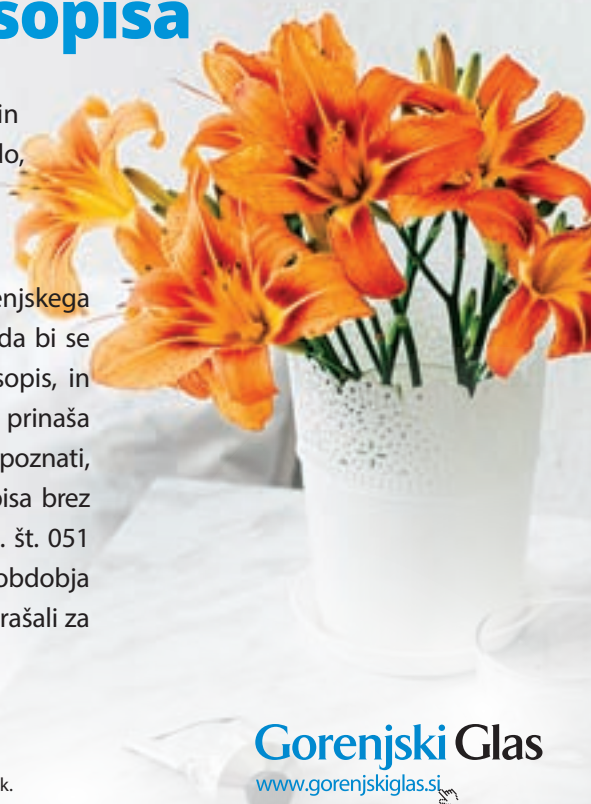 sopisa
in
lo,
enjskega
da bi se
sopis, in
prinaša
poznati,
pisa brez
. št. 051
obdobja
rašali za
k.
Gorenjski Glas
www.gorenjskiglas.si